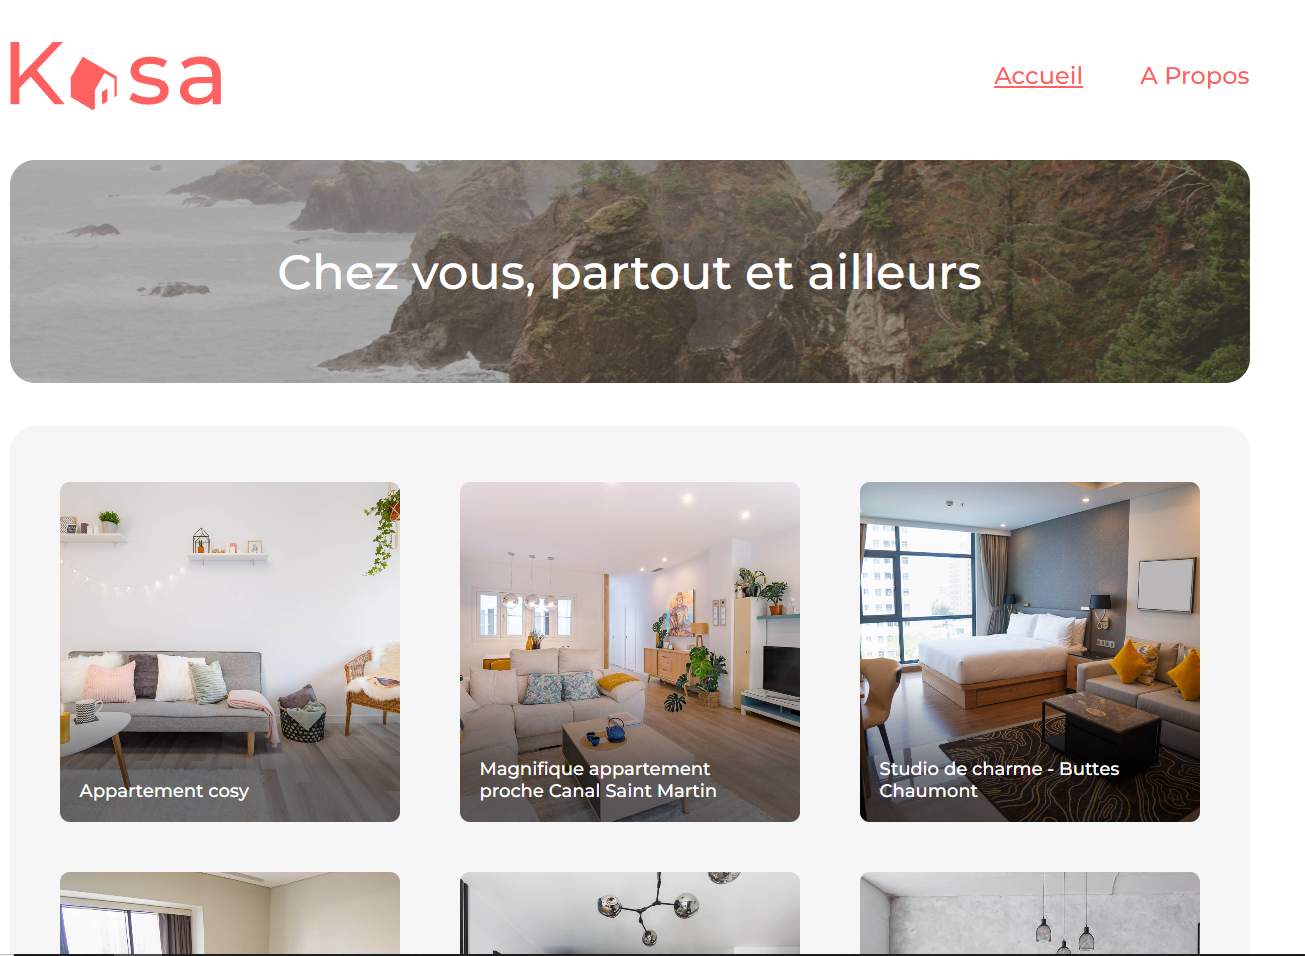 Kasa
Accueil
A Propos
Chez vous, partout et ailleurs
Appartement cosy
Magnifique appartement
proche Canal Saint Martin
Studio de charme - Buttes
Chaumont